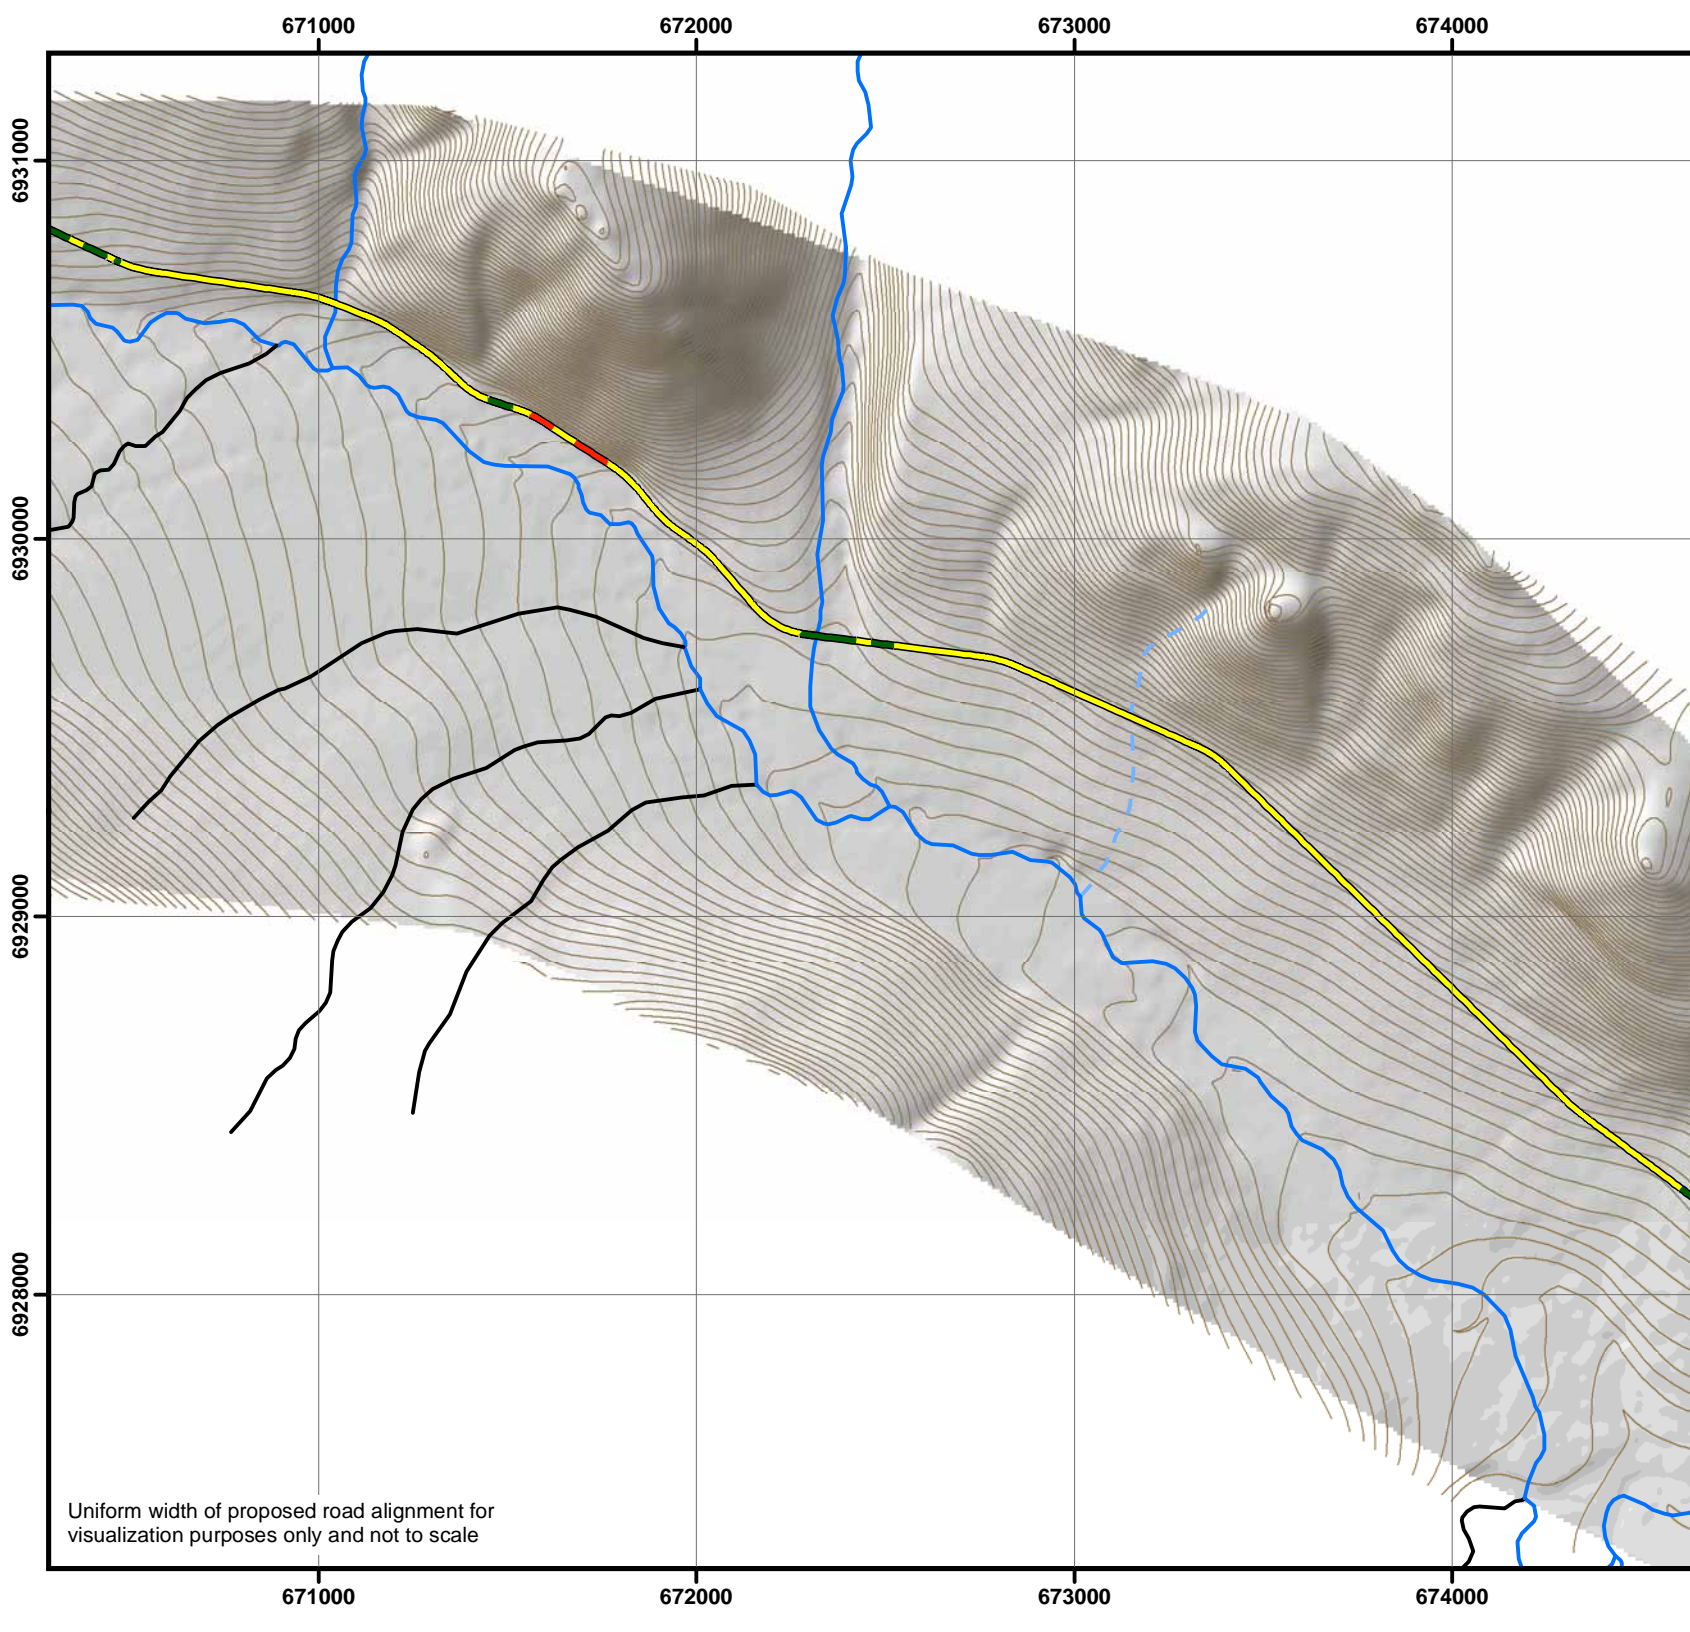 671000 672000 673000 674000
6931000
6930000
6929000
6928000
Uniform width of proposed road alignment for
visualization purposes only and not to scale
671000 672000 673000 674000